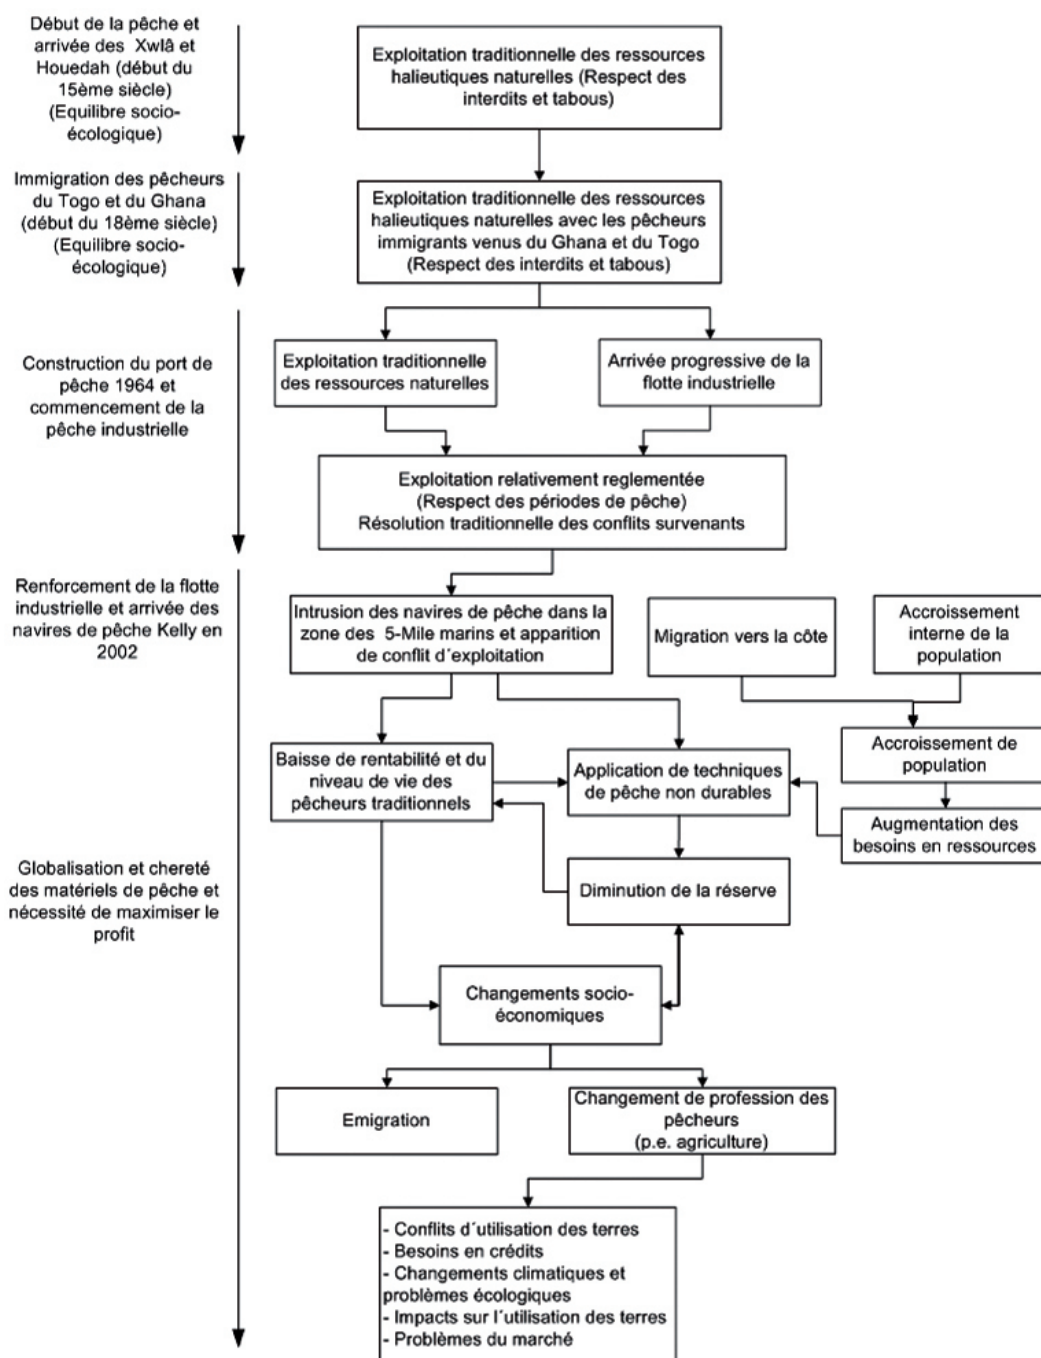 Début de la pêche et
arrivée des Xwlâ et
Houedah (début du
15ème siècle)
(Equilibre socio-
écologique)
Exploitation traditionnelle des ressources
halieutiques naturelles (Respect des
interdits et tabous)
Immigration des pêcheurs
du Togo et du Ghana
(début du 18ème siècle)
(Equilibre socio-
écologique)
Exploitation traditionnelle des ressources
halieutiques naturelles avec les pêcheurs
immigrants venus du Ghana et du Togo
(Respect des interdits et tabous)
Construction du port de
pêche 1964 et
commencement de la
pêche industrielle
Exploitation traditionnelle
des ressources naturelles
Arrivée progressive de la
flotte industrielle
Exploitation relativement reglementée
(Respect des périodes de pêche)
Résolution traditionnelle des conflits survenants
Renforcement de la flotte
industrielle et arrivée des
navires de pêche Kelly en
2002
Intrusion des navires de pêche dans la
zone des 5-Mile marins et apparition
de conflit d´exploitation
Migration vers la côte
Accroissement
interne de la
population
Baisse de rentabilité et du
niveau de vie des
pêcheurs traditionnels
Application de techniques
de pêche non durables
Accroissement de
population
Augmentation des
besoins en ressources
Globalisation et chereté
des matériels de pêche et
nécessité de maximiser le
profit
Diminution de la réserve
Changements socio-
économiques
Emigration
Changement de profession des
pêcheurs
(p.e. agriculture)
- Conflits d´utilisation des terres
- Besoins en crédits
- Changements climatiques et
problèmes écologiques
- Impacts sur l´utilisation des terres
- Problèmes du marché